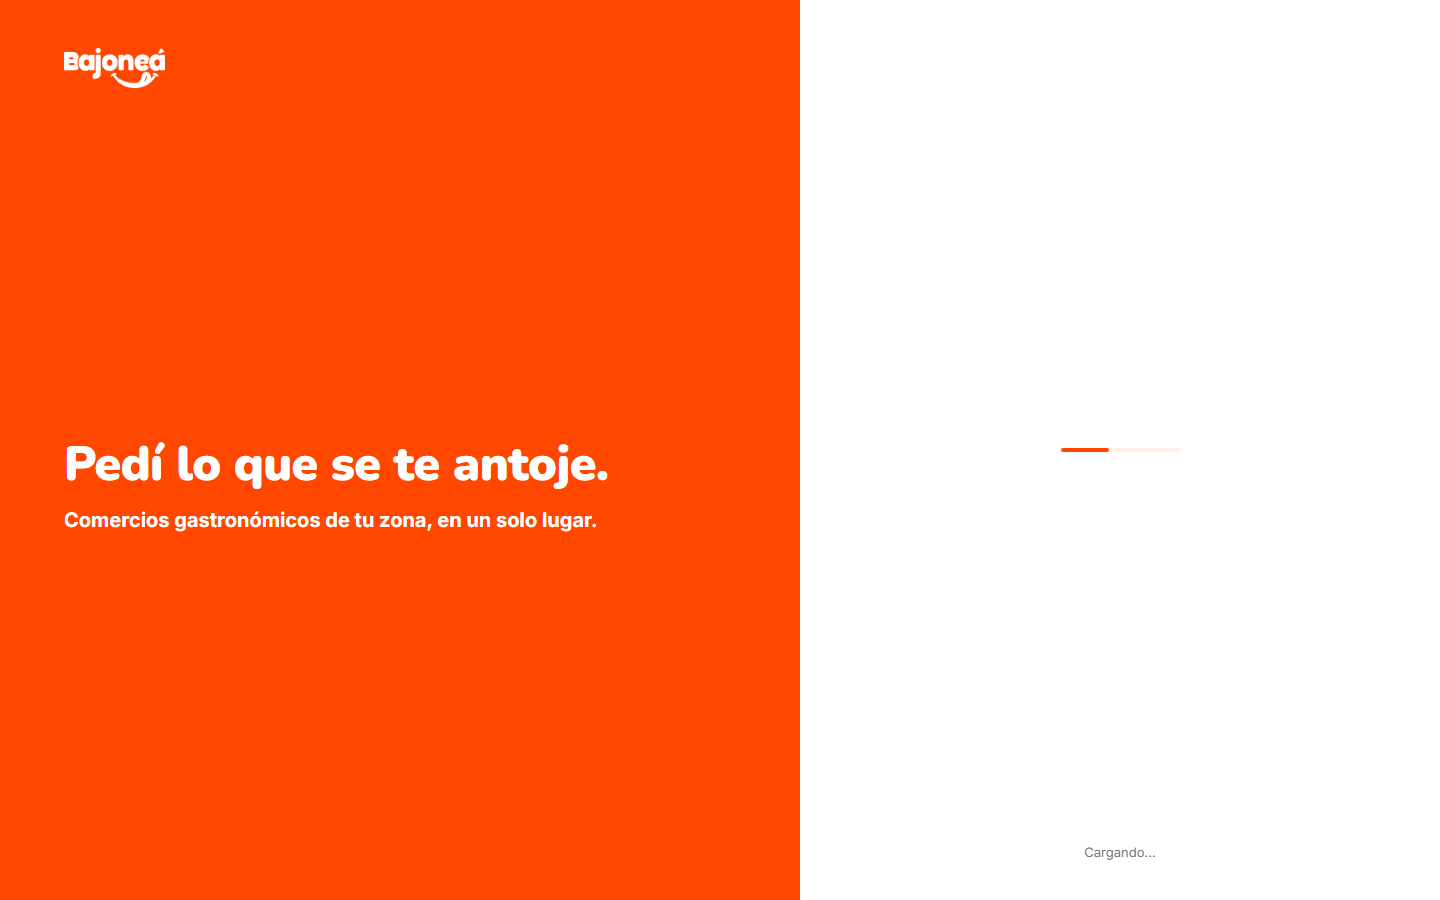 Bajoneá
Pedí lo que se te antoje.
Comercios gastronómicos de tu zona, en un solo lugar.
Cargando...